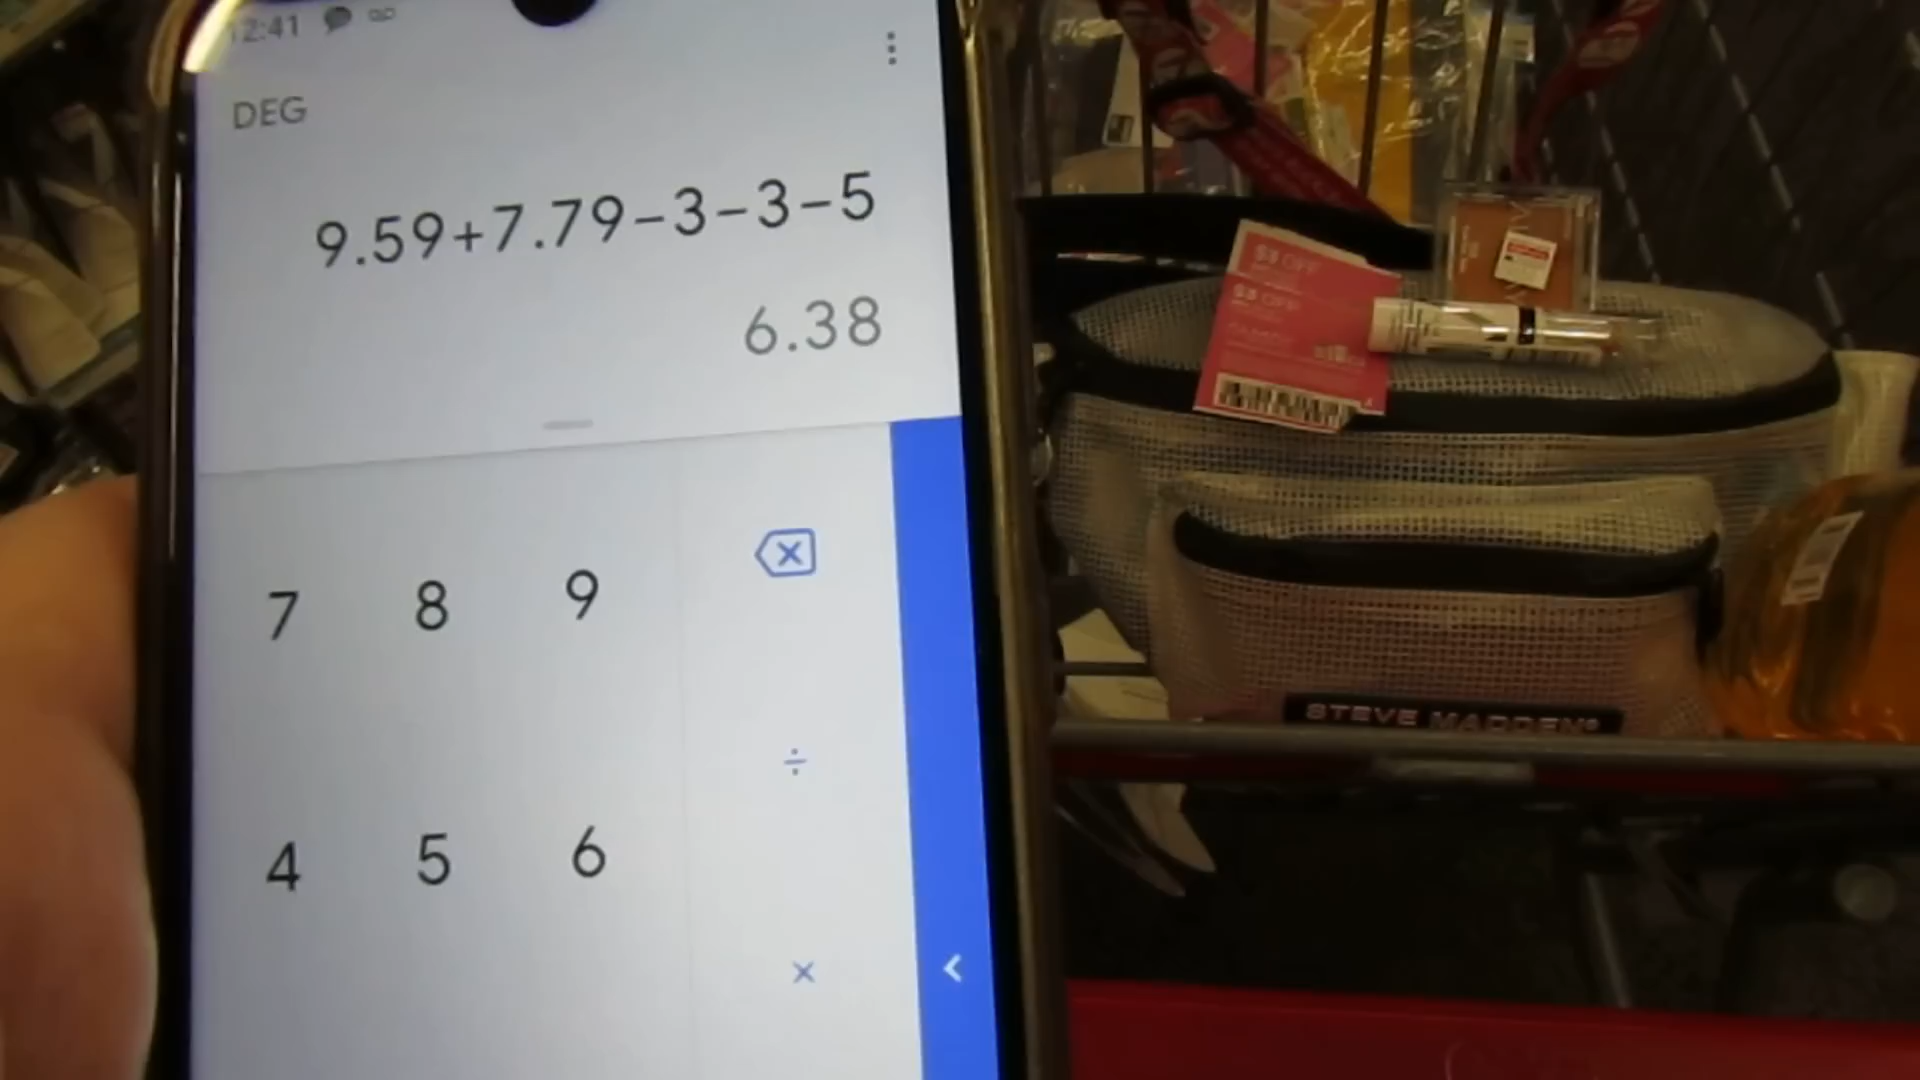 12:41
DEG
9.59+7.79−3−3−5
6.38
7 8 9
÷
4 5 6
×
$3 OFF
$3 OFF
STEVE MADDEN®